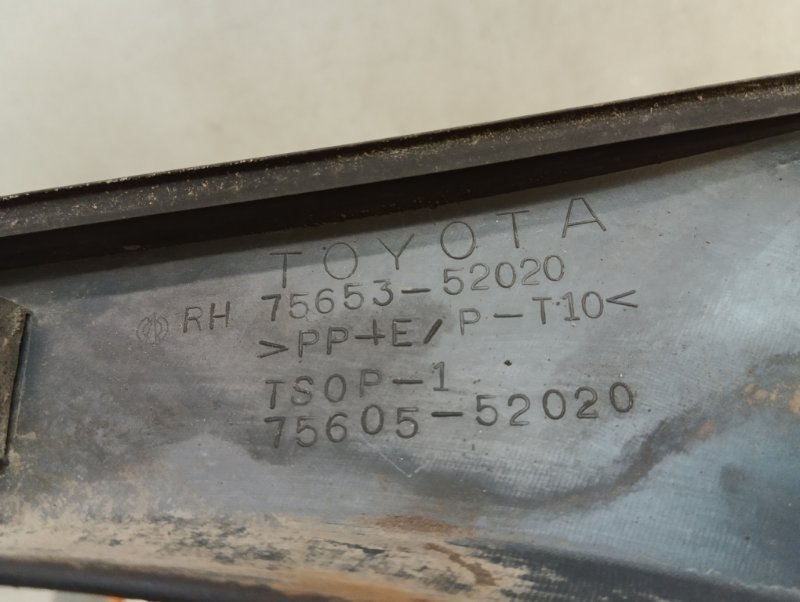 TOYOTA
RH 75653-52020
>PP+E/P-T10<
TSOP-1
75605-52020